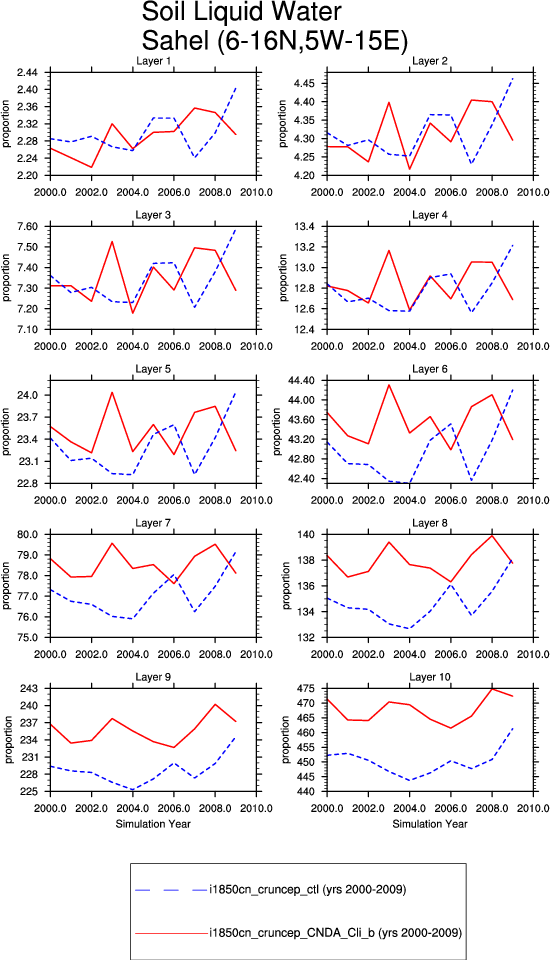 Soil Liquid Water
Sahel (6-16N,5W-15E)
Layer 1
proportion
2.44
2.40
2.36
2.32
2.28
2.24
2.20
2000.0 2002.0 2004.0 2006.0 2008.0 2010.0
Layer 2
proportion
4.45
4.40
4.35
4.30
4.25
4.20
2000.0 2002.0 2004.0 2006.0 2008.0 2010.0
Layer 3
proportion
7.60
7.50
7.40
7.30
7.20
7.10
2000.0 2002.0 2004.0 2006.0 2008.0 2010.0
Layer 4
proportion
13.4
13.2
13.0
12.8
12.6
12.4
2000.0 2002.0 2004.0 2006.0 2008.0 2010.0
Layer 5
proportion
24.0
23.7
23.4
23.1
22.8
2000.0 2002.0 2004.0 2006.0 2008.0 2010.0
Layer 6
proportion
44.40
44.00
43.60
43.20
42.80
42.40
2000.0 2002.0 2004.0 2006.0 2008.0 2010.0
Layer 7
proportion
80.0
79.0
78.0
77.0
76.0
75.0
2000.0 2002.0 2004.0 2006.0 2008.0 2010.0
Layer 8
proportion
140
138
136
134
132
2000.0 2002.0 2004.0 2006.0 2008.0 2010.0
Layer 9
proportion
243
240
237
234
231
228
225
2000.0 2002.0 2004.0 2006.0 2008.0 2010.0
Simulation Year
Layer 10
proportion
475
470
465
460
455
450
445
440
2000.0 2002.0 2004.0 2006.0 2008.0 2010.0
Simulation Year
i1850cn_cruncep_ctl (yrs 2000-2009)
i1850cn_cruncep_CNDA_Cli_b (yrs 2000-2009)